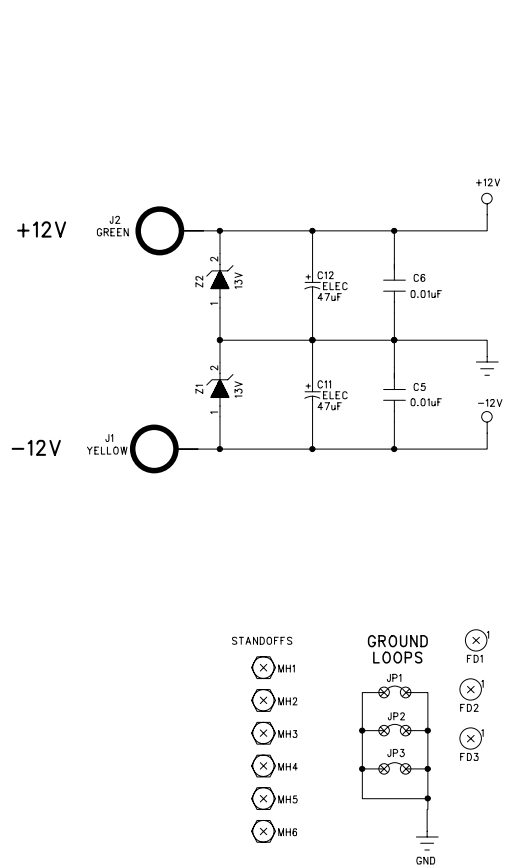 +12V
J2
+12V
GREEN
2
Z2
13V
1
+
C12
ELEC
47uF
C6
0.01uF
2
Z1
13V
1
+
C11
ELEC
47uF
C5
0.01uF
-12V
-12V
J1
YELLOW
STANDOFFS
MH1
MH2
MH3
MH4
MH5
MH6
GROUND
LOOPS
JP1
JP2
JP3
GND
1
FD1
1
FD2
1
FD3